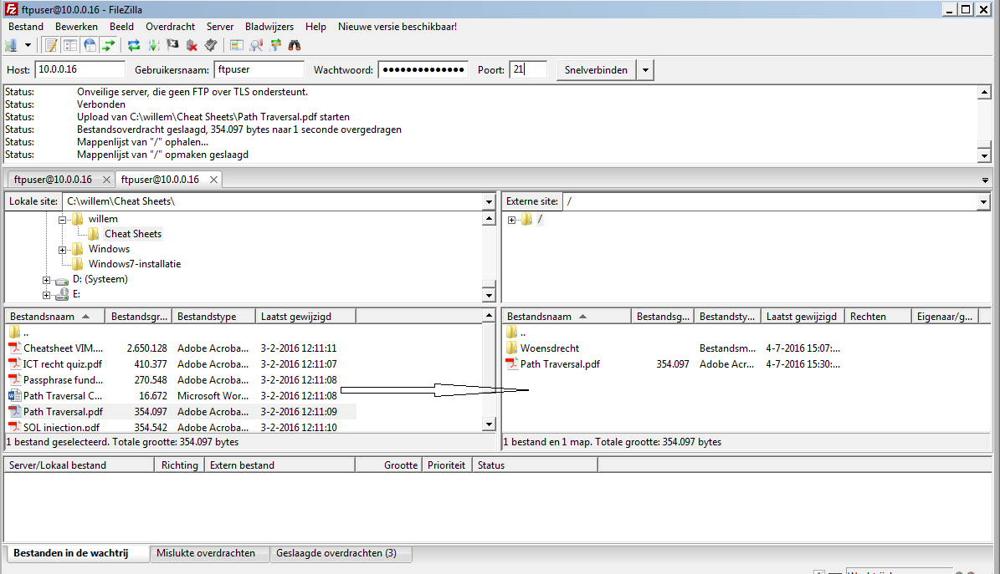 ftpuser@10.0.0.16 - FileZilla
Bestand Bewerken Beeld Overdracht Server Bladwijzers Help Nieuwe versie beschikbaar!
Host: 10.0.0.16 Gebruikersnaam: ftpuser Wachtwoord: ●●●●●●●●●●●●●● Poort: 21 Snelverbinden
Status: Onveilige server, die geen FTP over TLS ondersteunt.
Status: Verbonden
Status: Upload van C:\willem\Cheat Sheets\Path Traversal.pdf starten
Status: Bestandsoverdracht geslaagd, 354.097 bytes naar 1 seconde overgedragen
Status: Mappenlijst van "/" ophalen...
Status: Mappenlijst van "/" opmaken geslaagd
ftpuser@10.0.0.16 ftpuser@10.0.0.16
Lokale site: C:\willem\Cheat Sheets\
willem
Cheat Sheets
Windows
Windows7-installatie
D: (Systeem)
E:
Externe site: /
/
Bestandsnaam Bestandsgr... Bestandstype Laatst gewijzigd
..
Cheatsheet VIM.... 2.650.128 Adobe Acroba... 3-2-2016 12:11:11
ICT recht quiz.pdf 410.377 Adobe Acroba... 3-2-2016 12:11:07
Passphrase fund... 270.548 Adobe Acroba... 3-2-2016 12:11:08
Path Traversal C... 16.672 Microsoft Wor... 3-2-2016 12:11:08
Path Traversal.pdf 354.097 Adobe Acroba... 3-2-2016 12:11:09
SQL injection.pdf 354.542 Adobe Acroba... 3-2-2016 12:11:10
1 bestand geselecteerd. Totale grootte: 354.097 bytes
Bestandsnaam Bestandsg... Bestandsty... Laatst gewijzigd Rechten Eigenaar/g...
..
Woensdrecht Bestandsm... 4-7-2016 15:07:...
Path Traversal.pdf 354.097 Adobe Acr... 4-7-2016 15:30:...
1 bestand en 1 map. Totale grootte: 354.097 bytes
Server/Lokaal bestand Richting Extern bestand Grootte Prioriteit Status
Bestanden in de wachtrij Mislukte overdrachten Geslaagde overdrachten (3)